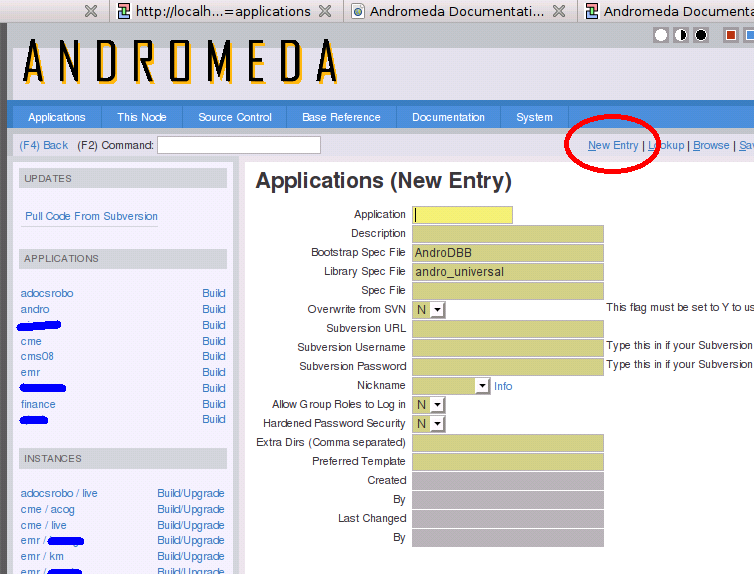 http://localh...=applications
Andromeda Documentati...
Andromeda Documenta
ANDROMEDA
Applications This Node Source Control Base Reference Documentation System
(F4) Back (F2) Command: New Entry | Lookup | Browse | Sav
UPDATES
Pull Code From Subversion
APPLICATIONS
adocsrobo Build
andro Build
Build
cme Build
cms08 Build
emr Build
Build
finance Build
Build
INSTANCES
adocsrobo / live Build/Upgrade
cme / acog Build/Upgrade
cme / live Build/Upgrade
emr / Build/Upgrade
emr / km Build/Upgrade
emr / Build/Upgrade
Applications (New Entry)
Application
Description
Bootstrap Spec File AndroDBB
Library Spec File andro_universal
Spec File
Overwrite from SVN N This flag must be set to Y to us
Subversion URL
Subversion Username Type this in if your Subversion
Subversion Password Type this in if your Subversion
Nickname Info
Allow Group Roles to Log in N
Hardened Password Security N
Extra Dirs (Comma separated)
Preferred Template
Created
By
Last Changed
By